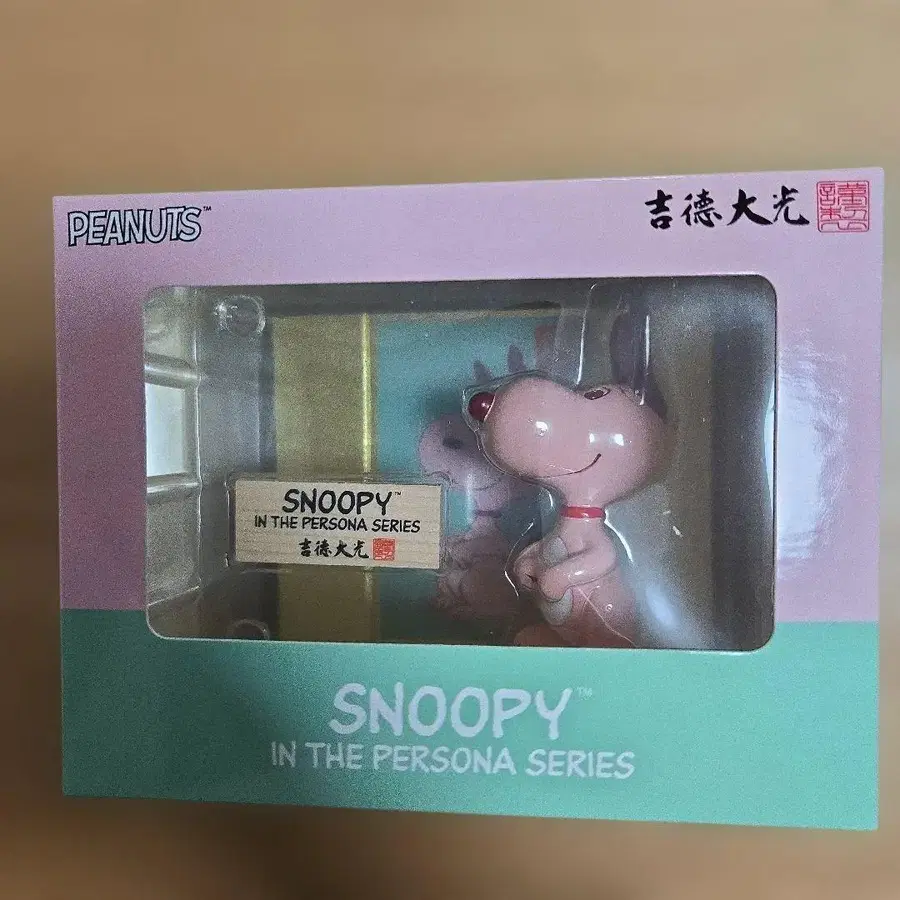 PEANUTS™
吉德大光
SNOOPY™
IN THE PERSONA SERIES
吉德大光
SNOOPY™
IN THE PERSONA SERIES